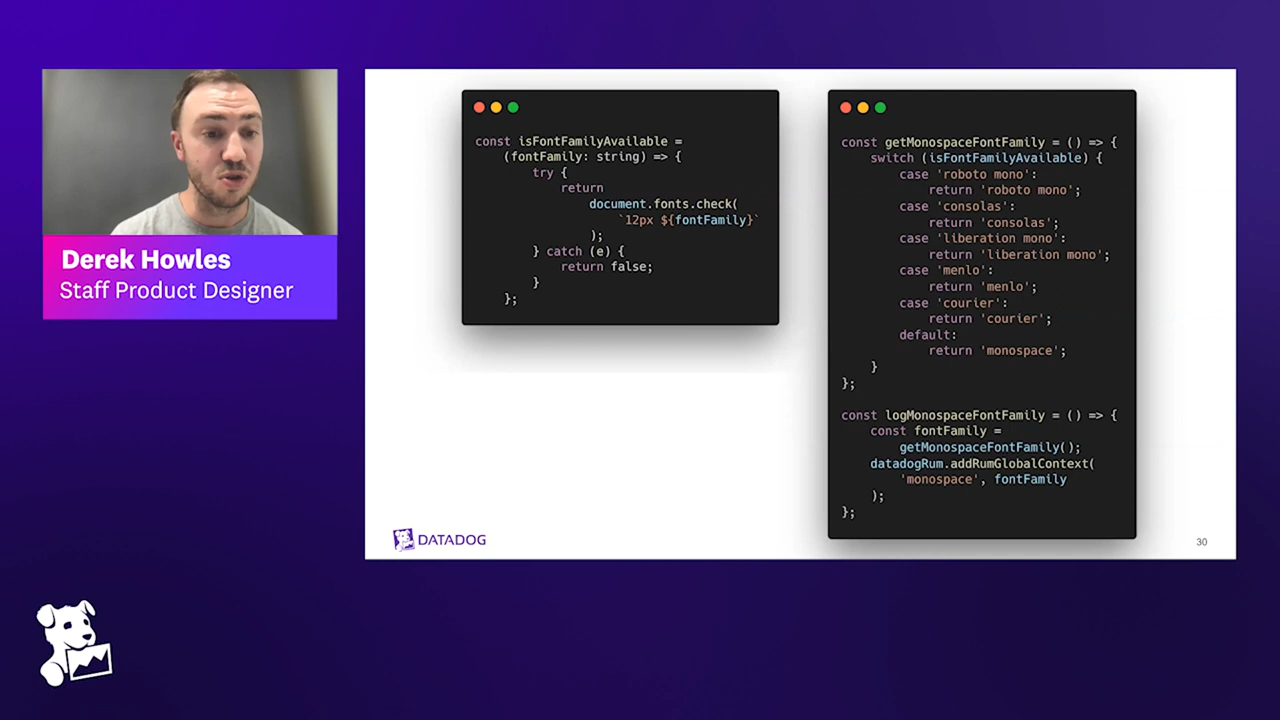 Derek Howles
Staff Product Designer
const isFontFamilyAvailable =
(fontFamily: string) => {
try {
return
document.fonts.check(
`12px ${fontFamily}`
);
} catch (e) {
return false;
}
};
const getMonospaceFontFamily = () => {
switch (isFontFamilyAvailable) {
case 'roboto mono':
return 'roboto mono';
case 'consolas':
return 'consolas';
case 'liberation mono':
return 'liberation mono';
case 'menlo':
return 'menlo';
case 'courier':
return 'courier';
default:
return 'monospace';
}
};
const logMonospaceFontFamily = () => {
const fontFamily =
getMonospaceFontFamily();
datadogRum.addRumGlobalContext(
'monospace', fontFamily
);
};
DATADOG
30